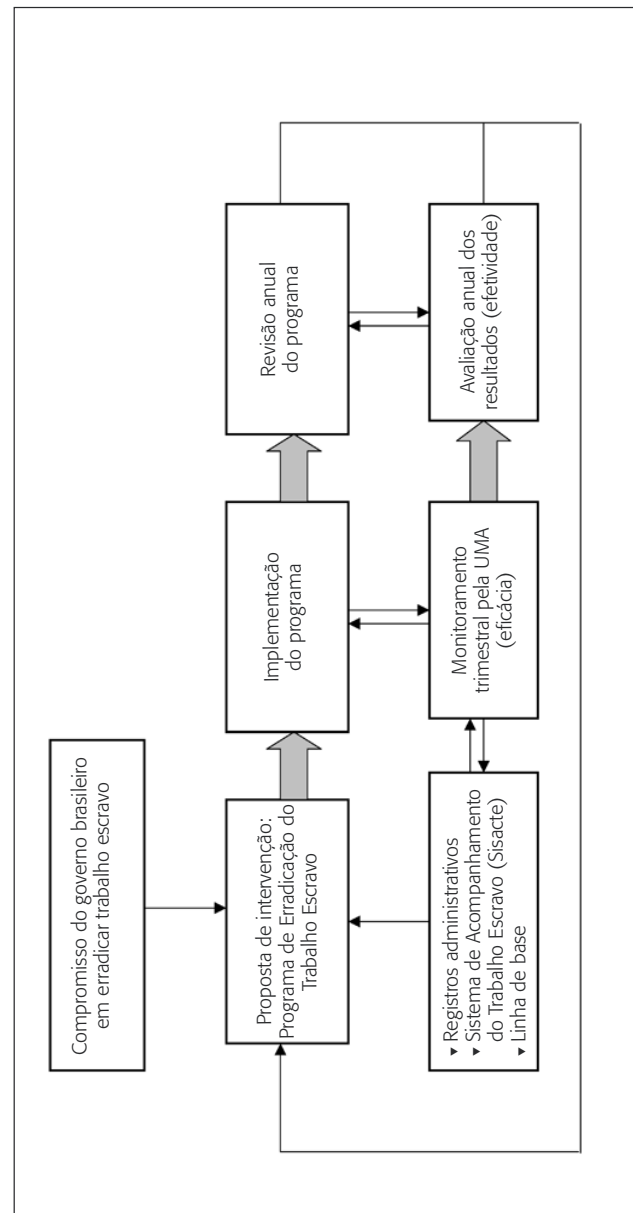 Compromisso do governo brasileiro
em erradicar trabalho escravo
Proposta de intervenção:
Programa de Erradicação do
Trabalho Escravo
Implementação
do programa
Revisão anual
do programa
▾ Registros administrativos
▾ Sistema de Acompanhamento
do Trabalho Escravo (Sisacte)
▾ Linha de base
Monitoramento
trimestral pela UMA
(eficácia)
Avaliação anual dos
resultados (efetividade)